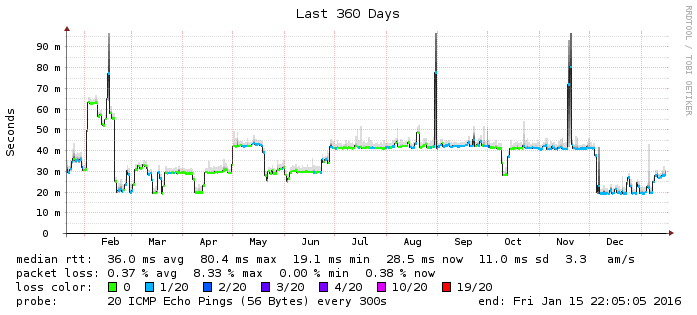 Last 360 Days
RRDTOOL / TOBI OETIKER
Seconds
90 m
80 m
70 m
60 m
50 m
40 m
30 m
20 m
10 m
0
Feb Mar Apr May Jun Jul Aug Sep Oct Nov Dec
median rtt: 36.0 ms avg 80.4 ms max 19.1 ms min 28.5 ms now 11.0 ms sd 3.3 am/s
packet loss: 0.37 % avg 8.33 % max 0.00 % min 0.38 % now
loss color: 0 1/20 2/20 3/20 4/20 10/20 19/20
probe: 20 ICMP Echo Pings (56 Bytes) every 300s end: Fri Jan 15 22:05:05 2016